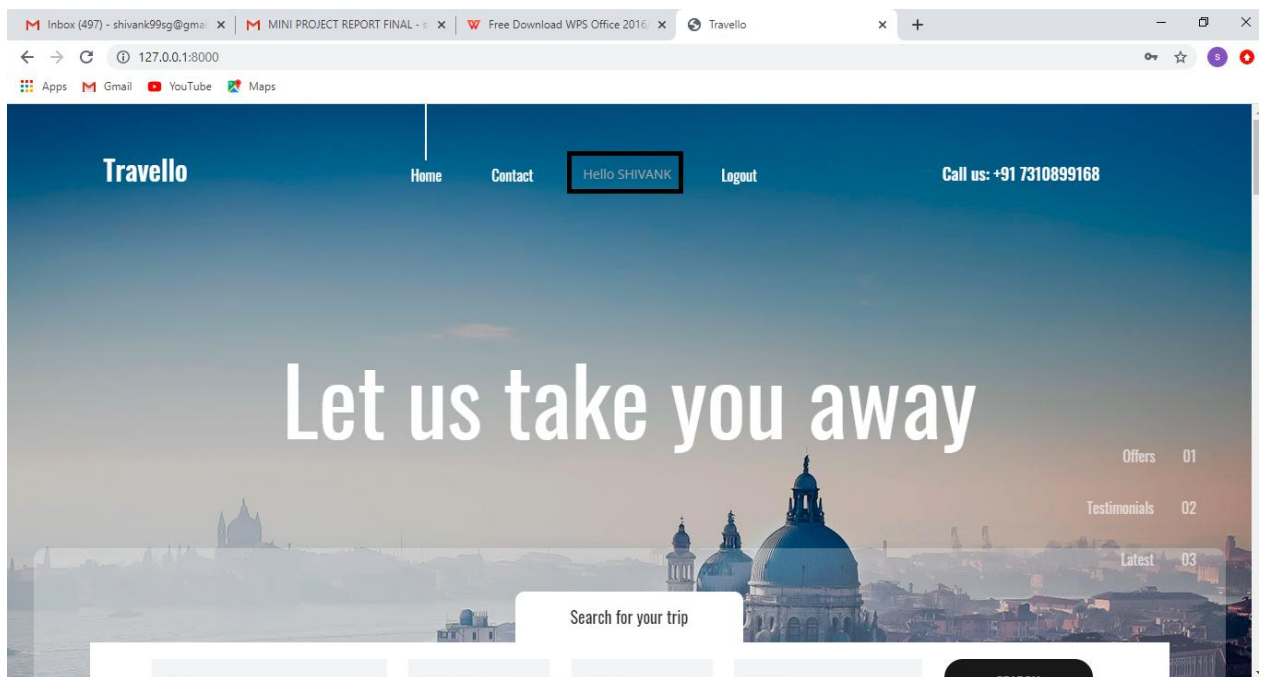 Inbox (497) - shivank99sg@gma MINI PROJECT REPORT FINAL - s Free Download WPS Office 2016 Travello
127.0.0.1:8000
Apps Gmail YouTube Maps
Travello Home Contact Hello SHIVANK Logout Call us: +91 7310899168
Let us take you away
Offers 01
Testimonials 02
Latest 03
Search for your trip